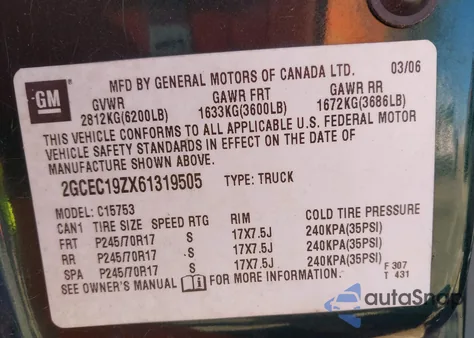 GM
MFD BY GENERAL MOTORS OF CANADA LTD. 03/06
GVWR GAWR FRT GAWR RR
2812KG(6200LB) 1633KG(3600LB) 1672KG(3686LB)
THIS VEHICLE CONFORMS TO ALL APPLICABLE U.S. FEDERAL MOTOR
VEHICLE SAFETY STANDARDS IN EFFECT ON THE DATE OF
MANUFACTURE SHOWN ABOVE.
2GCEC19ZX61319505 TYPE: TRUCK
MODEL: C15753
CAN1 TIRE SIZE SPEED RTG RIM COLD TIRE PRESSURE
FRT P245/70R17 S 17X7.5J 240KPA(35PSI)
RR P245/70R17 S 17X7.5J 240KPA(35PSI)
SPA P245/70R17 S 17X7.5J 240KPA(35PSI)
SEE OWNER'S MANUAL FOR MORE INFORMATION. F 307
T 431
autoSnap